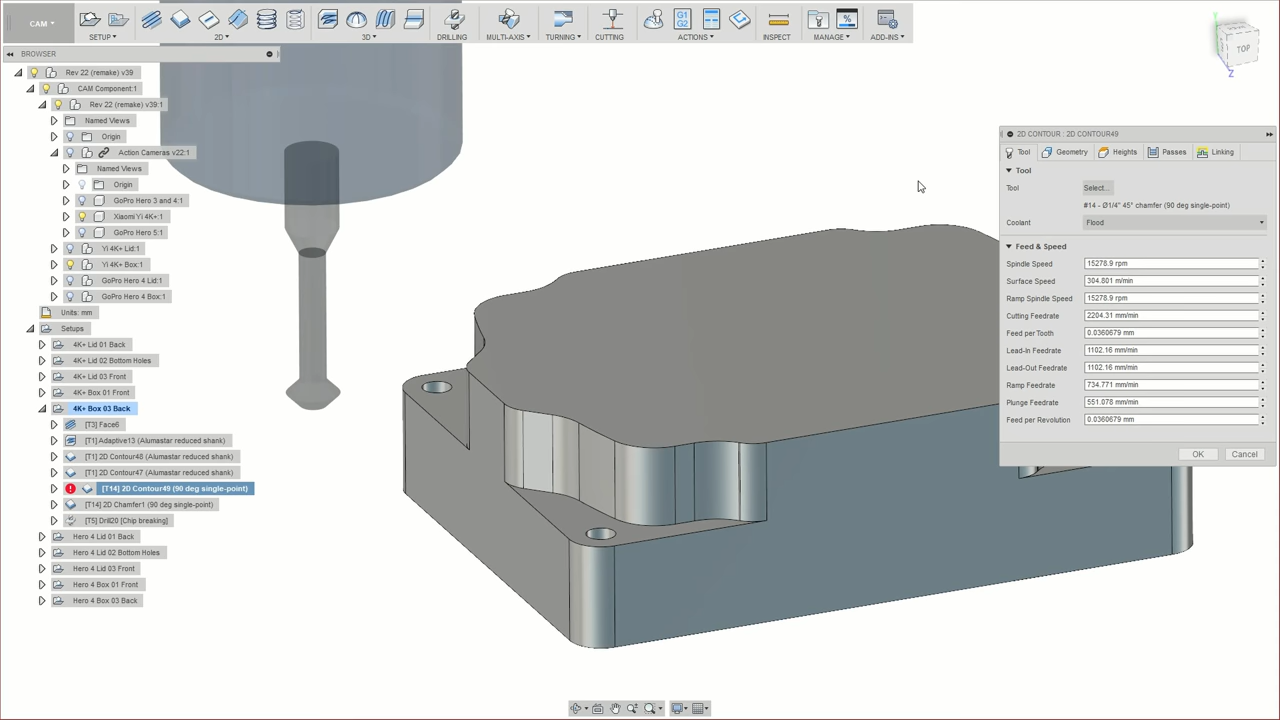 CAM
SETUP
2D
3D
DRILLING
MULTI-AXIS
TURNING
CUTTING
G1
G2
ACTIONS
INSPECT
MANAGE
ADD-INS
BROWSER
Rev 22 (remake) v39
CAM Component:1
Rev 22 (remake) v39:1
Named Views
Origin
Action Cameras v22:1
Named Views
Origin
GoPro Hero 3 and 4:1
Xiaomi Yi 4K+:1
GoPro Hero 5:1
Yi 4K+ Lid:1
Yi 4K+ Box:1
GoPro Hero 4 Lid:1
GoPro Hero 4 Box:1
Units: mm
Setups
4K+ Lid 01 Back
4K+ Lid 02 Bottom Holes
4K+ Lid 03 Front
4K+ Box 01 Front
4K+ Box 03 Back
[T3] Face6
[T1] Adaptive13 (Alumastar reduced shank)
[T1] 2D Contour48 (Alumastar reduced shank)
[T1] 2D Contour47 (Alumastar reduced shank)
[T14] 2D Contour49 (90 deg single-point)
[T14] 2D Chamfer1 (90 deg single-point)
[T5] Drill20 [Chip breaking]
Hero 4 Lid 01 Back
Hero 4 Lid 02 Bottom Holes
Hero 4 Lid 03 Front
Hero 4 Box 01 Front
Hero 4 Box 03 Back
Y
TOP
Z
2D CONTOUR : 2D CONTOUR49
Tool Geometry Heights Passes Linking
Tool
Tool Select...
#14 - Ø1/4" 45° chamfer (90 deg single-point)
Coolant Flood
Feed & Speed
Spindle Speed 15278.9 rpm
Surface Speed 304.801 m/min
Ramp Spindle Speed 15278.9 rpm
Cutting Feedrate 2204.31 mm/min
Feed per Tooth 0.0360679 mm
Lead-In Feedrate 1102.16 mm/min
Lead-Out Feedrate 1102.16 mm/min
Ramp Feedrate 734.771 mm/min
Plunge Feedrate 551.078 mm/min
Feed per Revolution 0.0360679 mm
OK Cancel